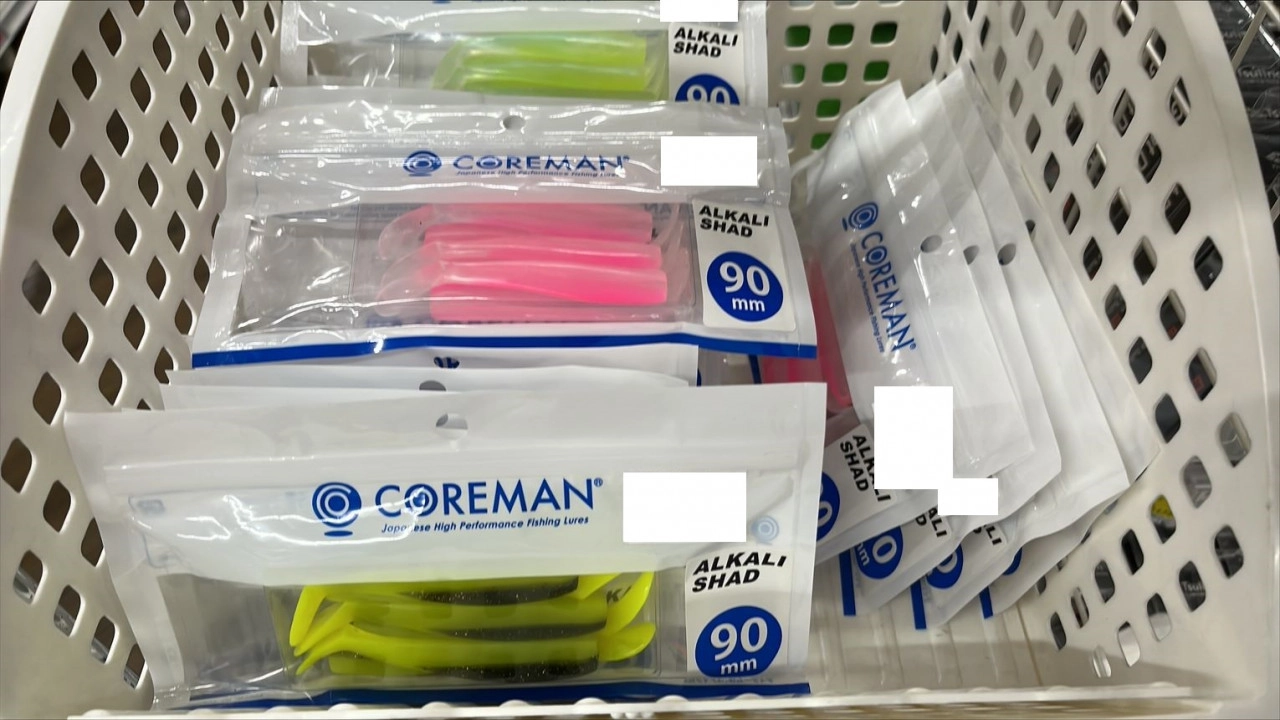 ALKALI
SHAD
90
COREMAN®
Japanese High Performance Fishing Lures
ALKALI
SHAD
90
mm
COREMAN®
ALKALI
SHAD
COREMAN®
Japanese High Performance Fishing Lures
ALKALI
SHAD
90
mm